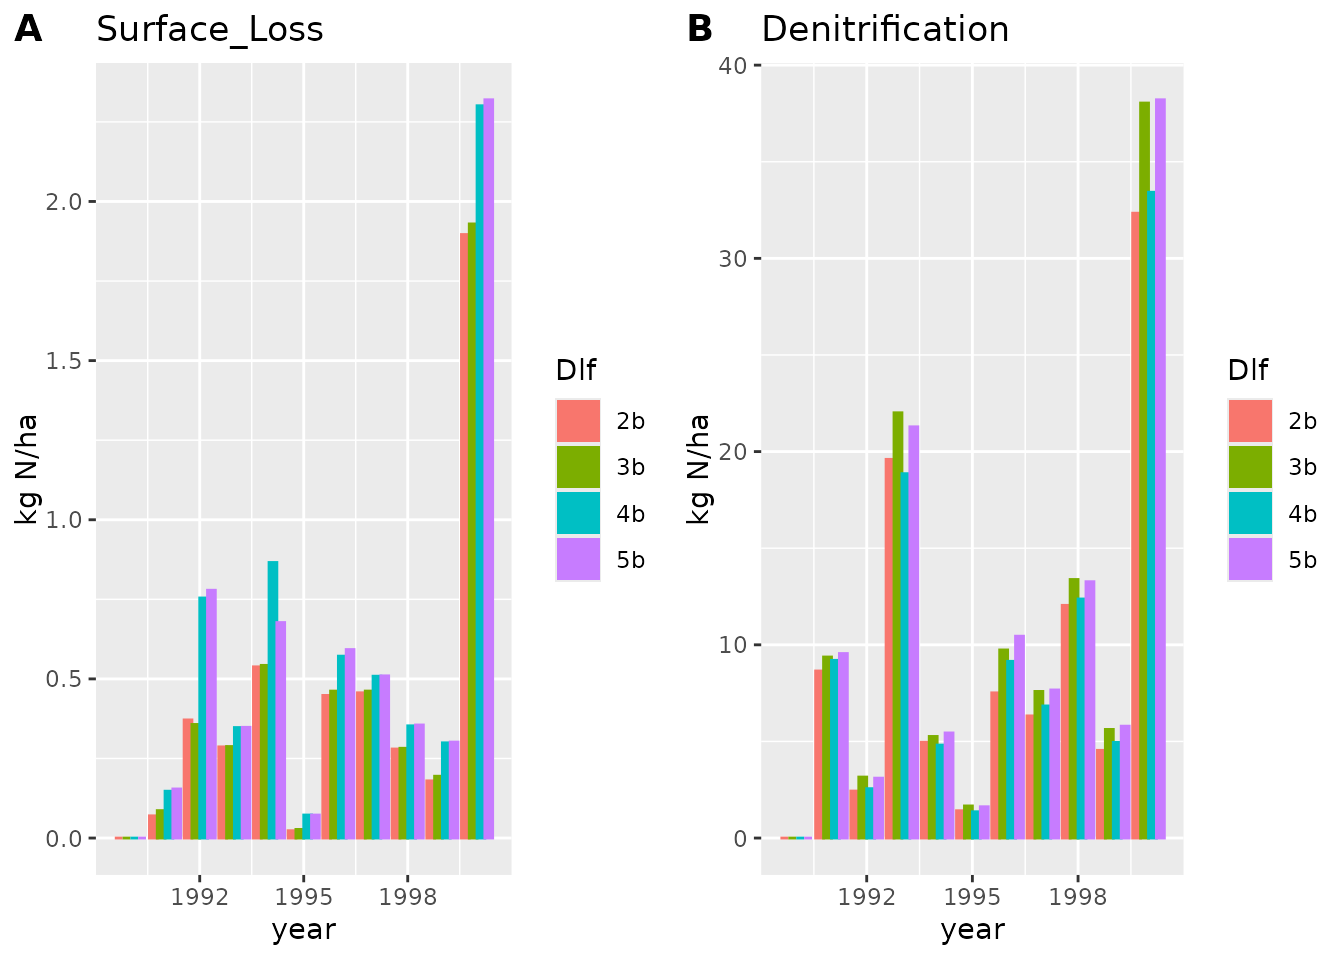 A Surface_Loss
kg N/ha
2.0
1.5
1.0
0.5
0.0
1992 1995 1998
year
Dlf
2b
3b
4b
5b
B Denitrification
kg N/ha
40
30
20
10
0
1992 1995 1998
year
Dlf
2b
3b
4b
5b